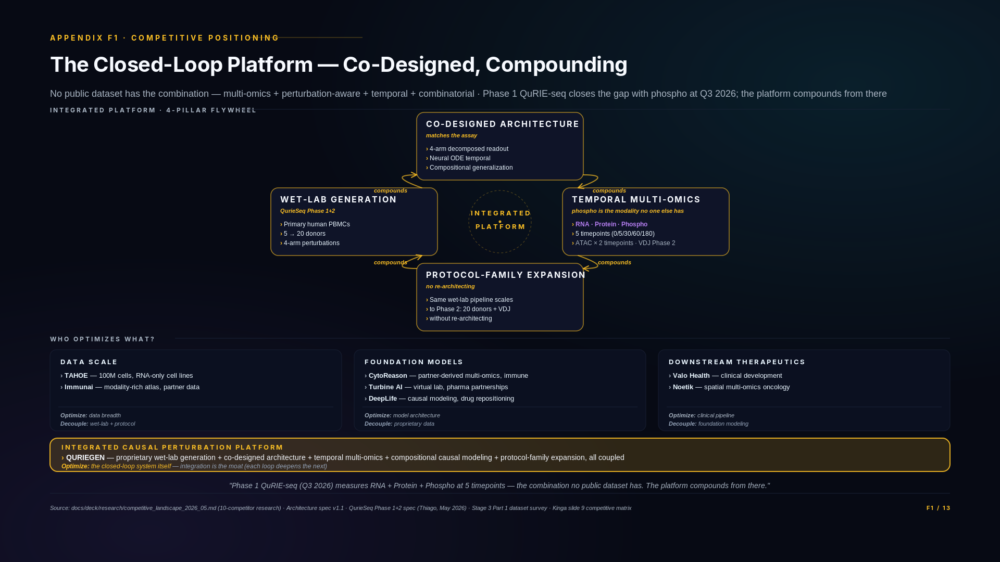 APPENDIX F1 · COMPETITIVE POSITIONING
The Closed-Loop Platform — Co-Designed, Compounding
No public dataset has the combination — multi-omics + perturbation-aware + temporal + combinatorial · Phase 1 QuRIE-seq closes the gap with phospho at Q3 2026; the platform compounds from there
INTEGRATED PLATFORM · 4-PILLAR FLYWHEEL
CO-DESIGNED ARCHITECTURE
matches the assay
› 4-arm decomposed readout
› Neural ODE temporal
› Compositional generalization
compounds
compounds
WET-LAB GENERATION
QurieSeq Phase 1+2
› Primary human PBMCs
› 5 → 20 donors
› 4-arm perturbations
INTEGRATED
PLATFORM
TEMPORAL MULTI-OMICS
phospho is the modality no one else has
› RNA · Protein · Phospho
› 5 timepoints (0/5/30/60/180)
› ATAC × 2 timepoints · VDJ Phase 2
compounds
compounds
PROTOCOL-FAMILY EXPANSION
no re-architecting
› Same wet-lab pipeline scales
› to Phase 2: 20 donors + VDJ
› without re-architecting
WHO OPTIMIZES WHAT?
DATA SCALE
› TAHOE — 100M cells, RNA-only cell lines
› Immunai — modality-rich atlas, partner data
Optimize: data breadth
Decouple: wet-lab + protocol
FOUNDATION MODELS
› CytoReason — partner-derived multi-omics, immune
› Turbine AI — virtual lab, pharma partnerships
› DeepLife — causal modeling, drug repositioning
Optimize: model architecture
Decouple: proprietary data
DOWNSTREAM THERAPEUTICS
› Valo Health — clinical development
› Noetik — spatial multi-omics oncology
Optimize: clinical pipeline
Decouple: foundation modeling
INTEGRATED CAUSAL PERTURBATION PLATFORM
› QURIEGEN — proprietary wet-lab generation + co-designed architecture + temporal multi-omics + compositional causal modeling + protocol-family expansion, all coupled
Optimize: the closed-loop system itself — integration is the moat (each loop deepens the next)
"Phase 1 QuRIE-seq (Q3 2026) measures RNA + Protein + Phospho at 5 timepoints — the combination no public dataset has. The platform compounds from there."
Source: docs/deck/research/competitive_landscape_2026_05.md (10-competitor research) · Architecture spec v1.1 · QurieSeq Phase 1+2 spec (Thiago, May 2026) · Stage 3 Part 1 dataset survey · Kinga slide 9 competitive matrix
F1 / 13